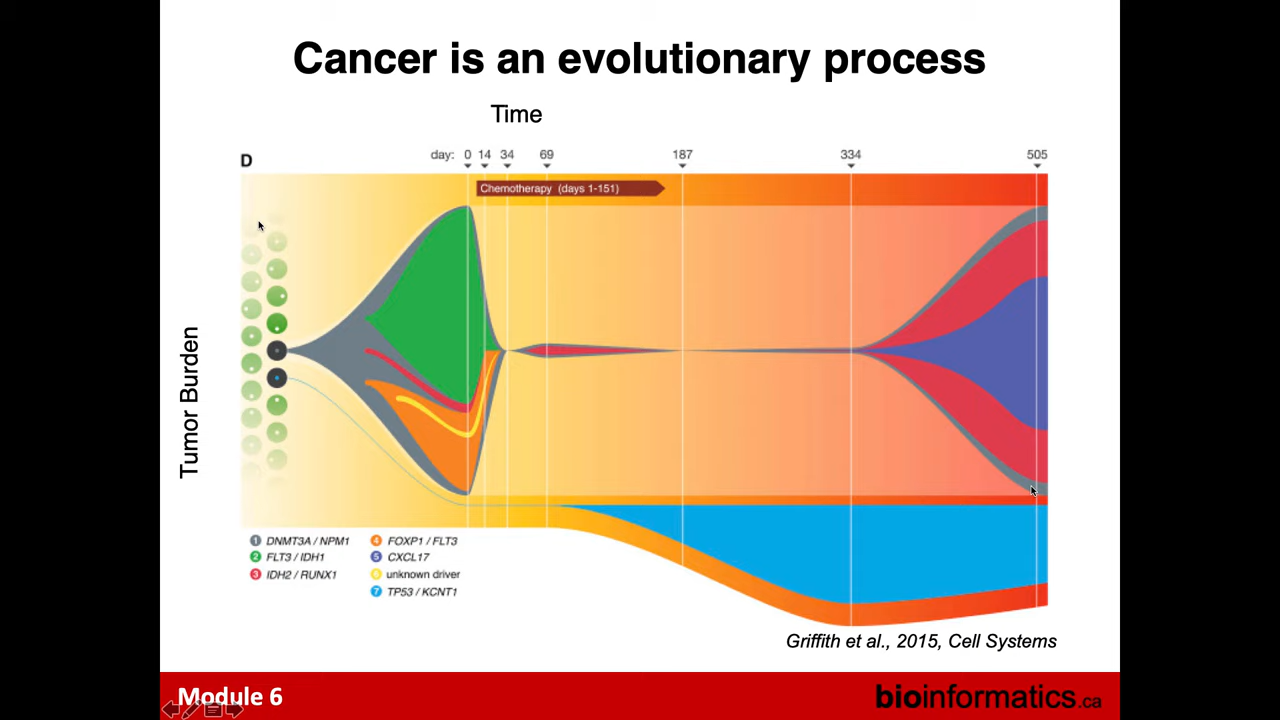 Cancer is an evolutionary process
Time
D
day: 0 14 34 69 187 334 505
Chemotherapy (days 1-151)
Tumor Burden
1 DNMT3A / NPM1
2 FLT3 / IDH1
3 IDH2 / RUNX1
4 FOXP1 / FLT3
5 CXCL17
unknown driver
7 TP53 / KCNT1
Griffith et al., 2015, Cell Systems
Module 6
bioinformatics.ca